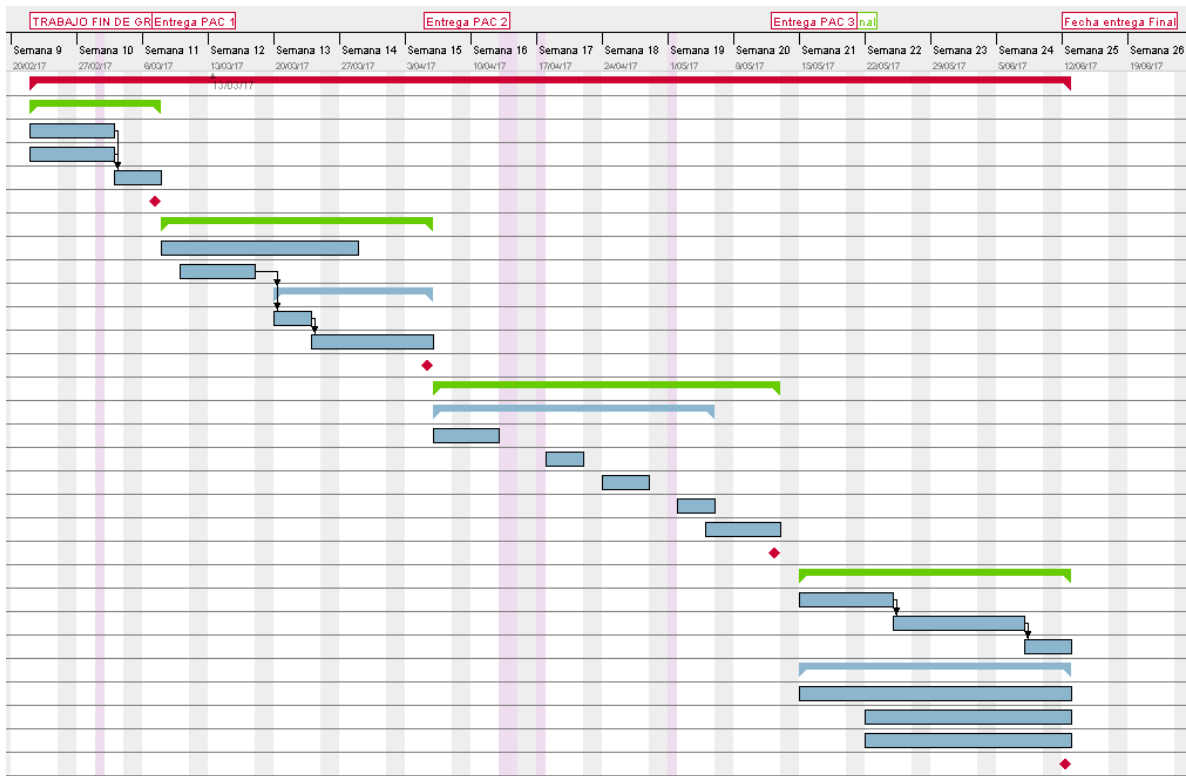 TRABAJO FIN DE GR Entrega PAC 1 Entrega PAC 2 Entrega PAC 3 nal Fecha entrega Final
Semana 9 Semana 10 Semana 11 Semana 12 Semana 13 Semana 14 Semana 15 Semana 16 Semana 17 Semana 18 Semana 19 Semana 20 Semana 21 Semana 22 Semana 23 Semana 24 Semana 25 Semana 26
20/02/17 27/02/17 6/03/17 13/03/17 20/03/17 27/03/17 3/04/17 10/04/17 17/04/17 24/04/17 1/05/17 9/05/17 15/05/17 22/05/17 29/05/17 5/06/17 12/06/17 19/06/17
13/03/17